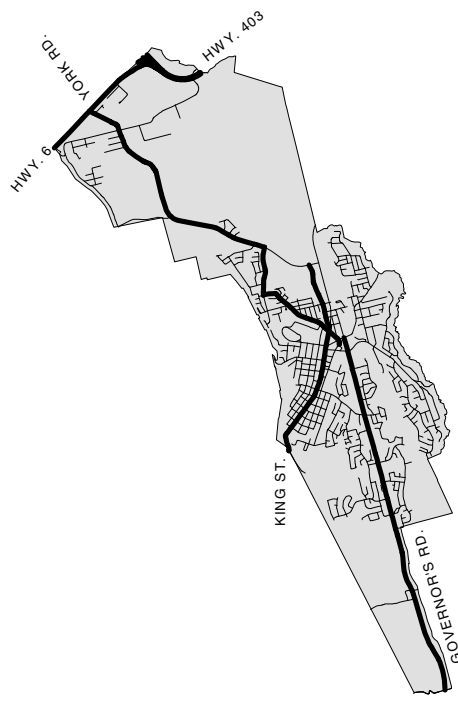 HWY. 403
YORK RD.
HWY. 6
KING ST.
GOVERNOR'S RD.